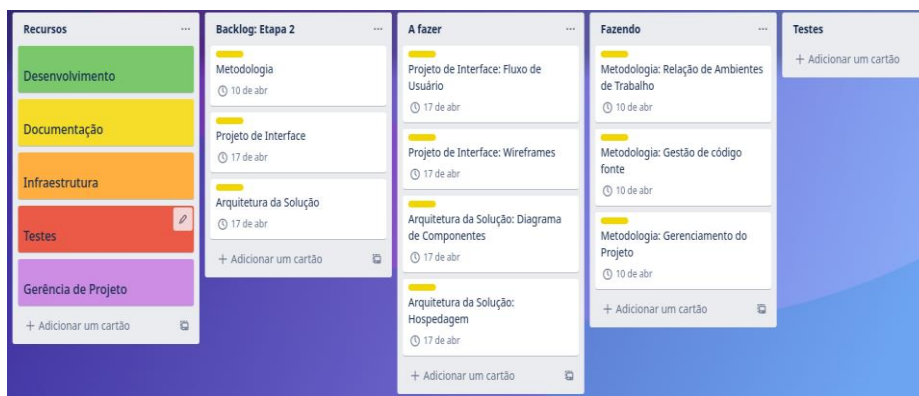 Recursos
Desenvolvimento
Documentação
Infraestrutura
Testes
Gerência de Projeto
+ Adicionar um cartão
Backlog: Etapa 2
Metodologia
10 de abr
Projeto de Interface
17 de abr
Arquitetura da Solução
17 de abr
+ Adicionar um cartão
A fazer
Projeto de Interface: Fluxo de
Usuário
17 de abr
Projeto de Interface: Wireframes
17 de abr
Arquitetura da Solução: Diagrama
de Componentes
17 de abr
Arquitetura da Solução:
Hospedagem
17 de abr
+ Adicionar um cartão
Fazendo
Metodologia: Relação de Ambientes
de Trabalho
10 de abr
Metodologia: Gestão de código
fonte
10 de abr
Metodologia: Gerenciamento do
Projeto
10 de abr
+ Adicionar um cartão
Testes
+ Adicionar um cartão